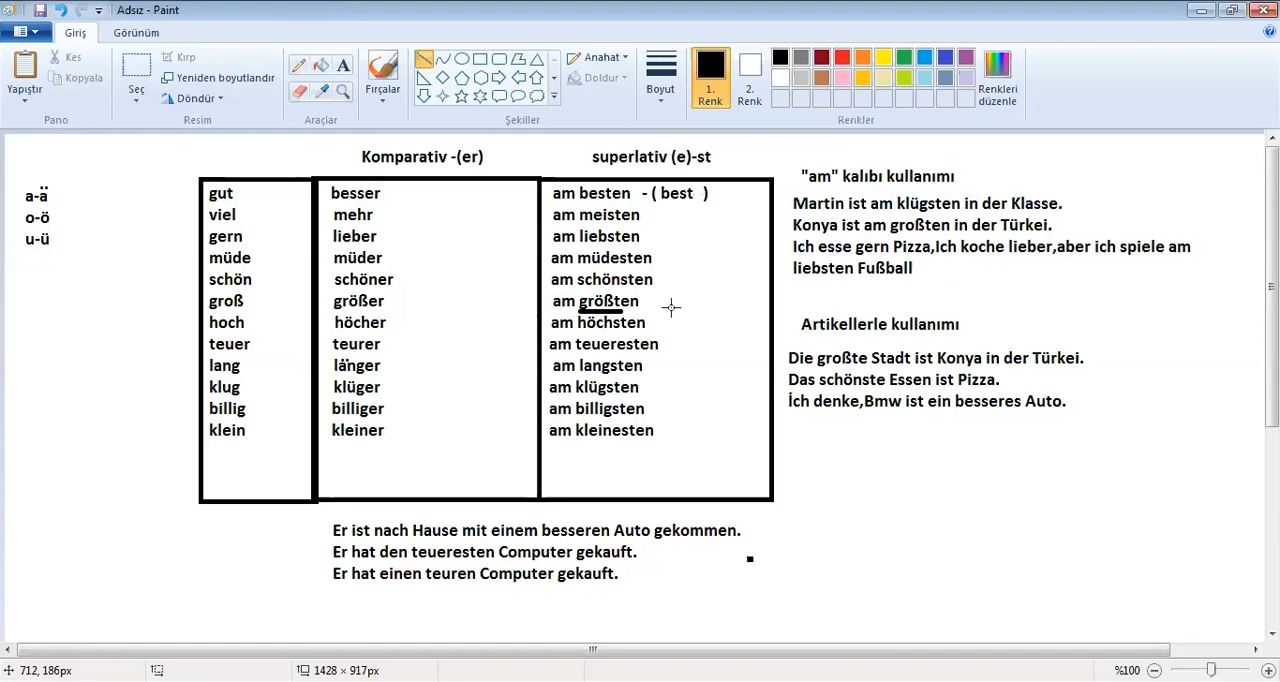 Adsız - Paint
Giriş Görünüm
Yapıştır
Kes
Kopyala
Pano
Seç
Kırp
Yeniden boyutlandır
Döndür
Resim
Araçlar
Fırçalar
Şekiller
Anahat
Doldur
Boyut
1. Renk
2. Renk
Renkleri düzenle
Renkler
Komparativ -(er) superlativ (e)-st
a-ä
o-ö
u-ü
gut besser am besten - ( best )
viel mehr am meisten
gern lieber am liebsten
müde müder am müdesten
schön schöner am schönsten
groß größer am größten
hoch höcher am höchsten
teuer teurer am teueresten
lang länger am langsten
klug klüger am klügsten
billig billiger am billigsten
klein kleiner am kleinesten
"am" kalıbı kullanımı
Martin ist am klügsten in der Klasse.
Konya ist am großten in der Türkei.
Ich esse gern Pizza,Ich koche lieber,aber ich spiele am
liebsten Fußball
Artikellerle kullanımı
Die großte Stadt ist Konya in der Türkei.
Das schönste Essen ist Pizza.
İch denke,Bmw ist ein besseres Auto.
Er ist nach Hause mit einem besseren Auto gekommen.
Er hat den teueresten Computer gekauft.
Er hat einen teuren Computer gekauft.
712, 186px
1428 × 917px
%100